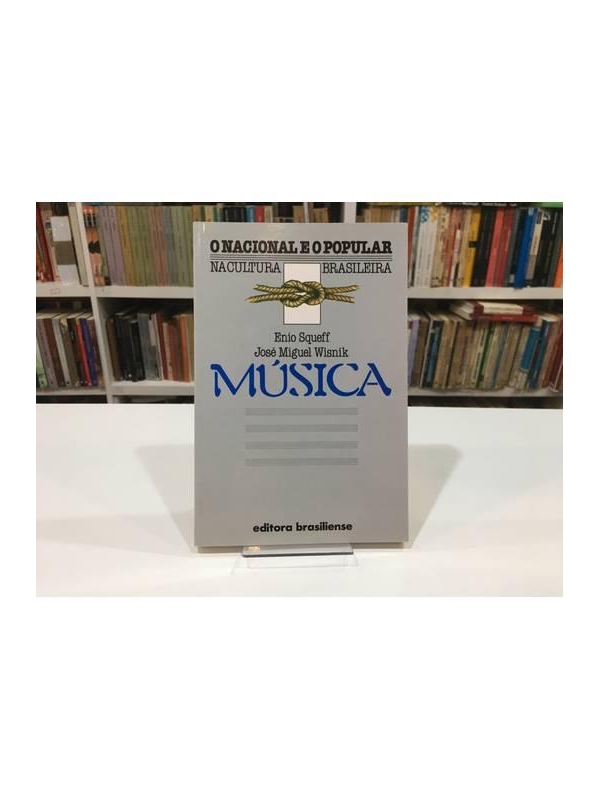 O NACIONAL E O POPULAR
NA CULTURA BRASILEIRA
Enio Squeff
José Miguel Wisnik
MÚSICA
editora brasiliense